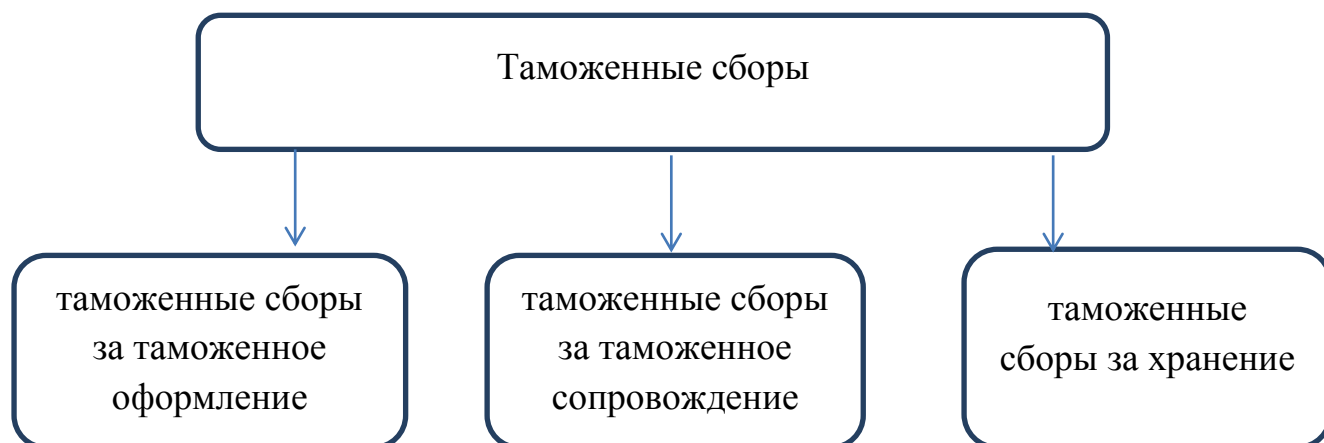 Таможенные сборы
таможенные сборы
за таможенное
оформление
таможенные сборы
за таможенное
сопровождение
таможенные
сборы за хранение